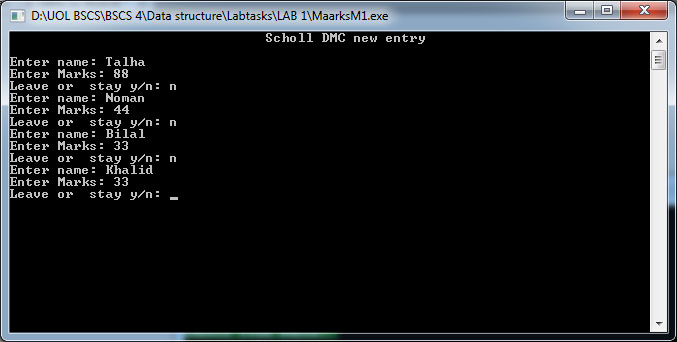 D:\UOL BSCS\BSCS 4\Data structure\Labtasks\LAB 1\MaarksM1.exe
Scholl DMC new entry
Enter name: Talha
Enter Marks: 88
Leave or  stay y/n: n
Enter name: Noman
Enter Marks: 44
Leave or  stay y/n: n
Enter name: Bilal
Enter Marks: 33
Leave or  stay y/n: n
Enter name: Khalid
Enter Marks: 33
Leave or  stay y/n: _